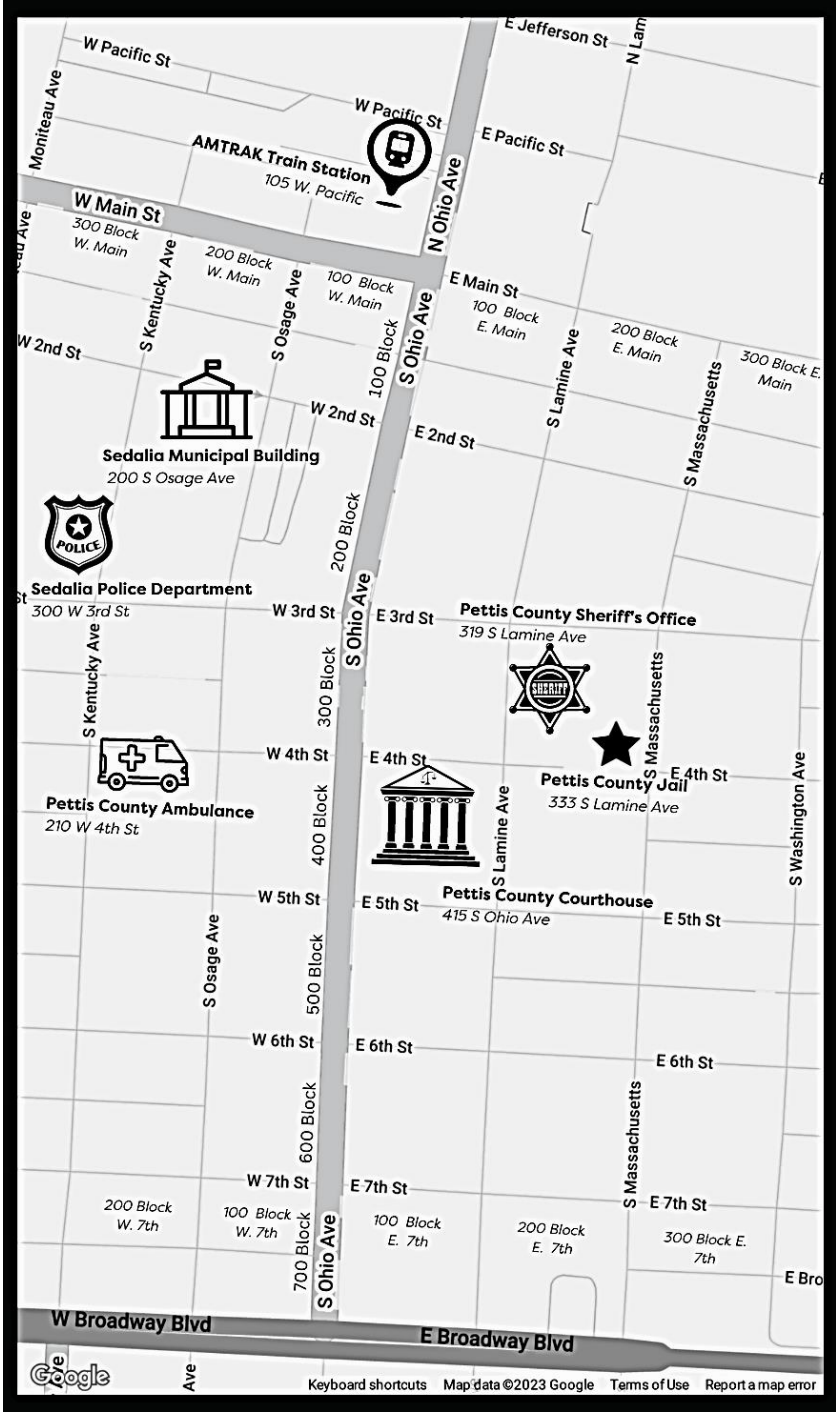 E Jefferson St
N Lam
W Pacific St
W Pacific St
E Pacific St
Moniteau Ave
AMTRAK Train Station
105 W. Pacific
N Ohio Ave
W Main St
300 Block
W. Main
200 Block
W. Main
100 Block
W. Main
E Main St
100 Block
E. Main
200 Block
E. Main
300 Block E.
Main
eau Ave
S Kentucky Ave
S Osage Ave
100 Block
S Ohio Ave
S Lamine Ave
S Massachusetts
W 2nd St
W 2nd St
E 2nd St
Sedalia Municipal Building
200 S Osage Ave
200 Block
POLICE
Sedalia Police Department
300 W 3rd St
St
W 3rd St
E 3rd St
S Ohio Ave
Pettis County Sheriff's Office
319 S Lamine Ave
SHERIFF
S Kentucky Ave
300 Block
S Massachusetts
W 4th St
E 4th St
E 4th St
Pettis County Jail
333 S Lamine Ave
Pettis County Ambulance
210 W 4th St
400 Block
S Lamine Ave
S Washington Ave
Pettis County Courthouse
415 S Ohio Ave
W 5th St
E 5th St
E 5th St
S Osage Ave
500 Block
W 6th St
E 6th St
E 6th St
600 Block
S Massachusetts
W 7th St
E 7th St
E 7th St
200 Block
W. 7th
100 Block
W. 7th
700 Block
S Ohio Ave
100 Block
E. 7th
200 Block
E. 7th
300 Block E.
7th
E Bro
W Broadway Blvd
E Broadway Blvd
Google
Ave
Ave
Keyboard shortcuts Map data ©2023 Google Terms of Use Report a map error